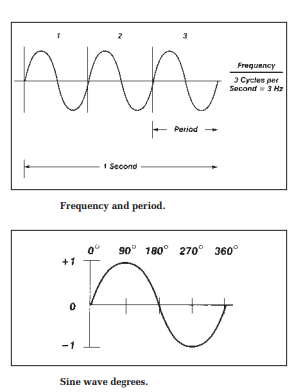 1 2 3
Frequency
3 Cycles per
Second = 3 Hz
Period
1 Second
Frequency and period.
0° 90° 180° 270° 360°
+1
0
-1
Sine wave degrees.